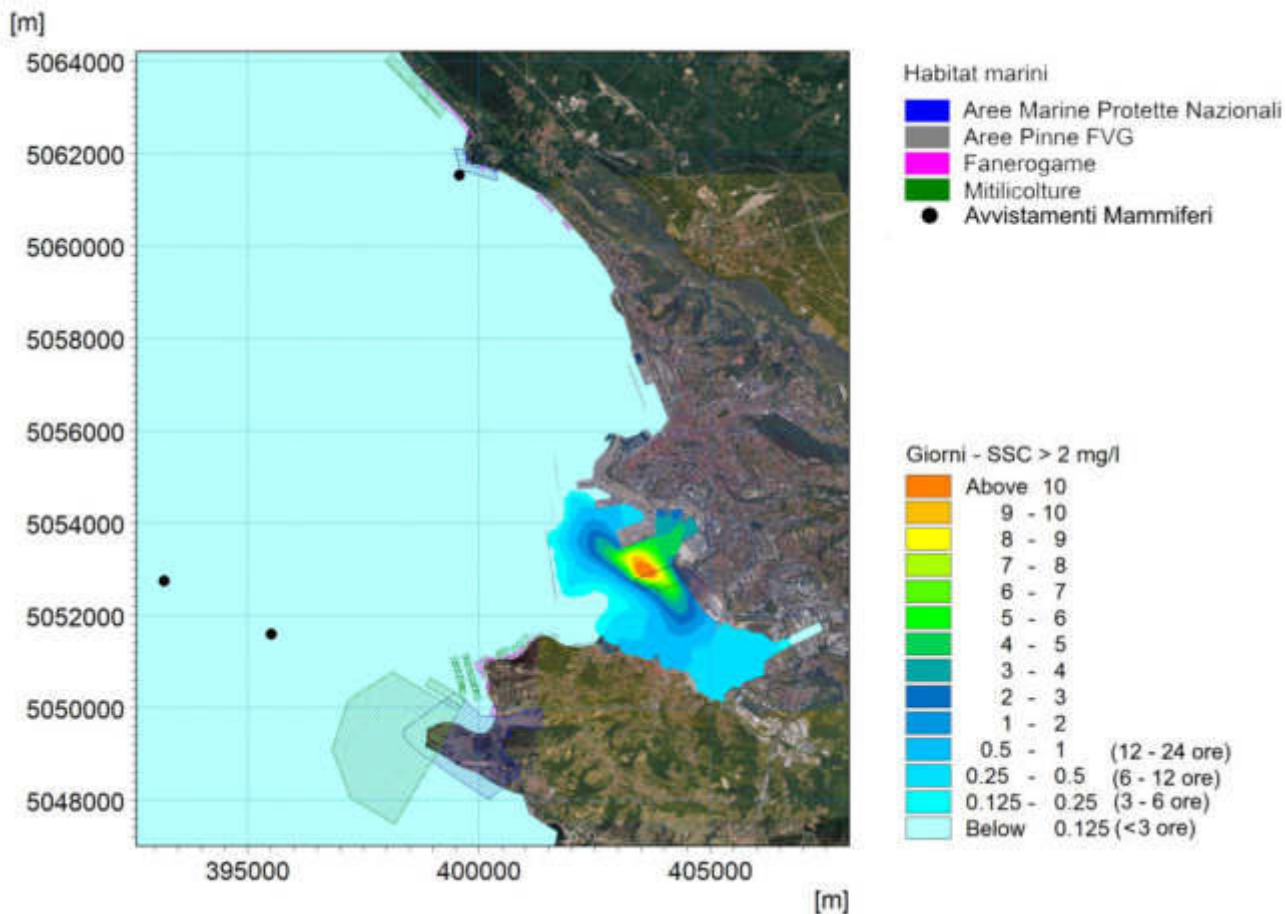 [m]
5064000
5062000
5060000
5058000
5056000
5054000
5052000
5050000
5048000
395000
400000
405000
[m]
Habitat marini
Aree Marine Protette Nazionali
Aree Pinne FVG
Fanerogame
Mitilicolture
Avvistamenti Mammiferi
Giorni - SSC > 2 mg/l
Above 10
9 - 10
8 - 9
7 - 8
6 - 7
5 - 6
4 - 5
3 - 4
2 - 3
1 - 2
0.5 - 1 (12 - 24 ore)
0.25 - 0.5 (6 - 12 ore)
0.125 - 0.25 (3 - 6 ore)
Below 0.125 (<3 ore)